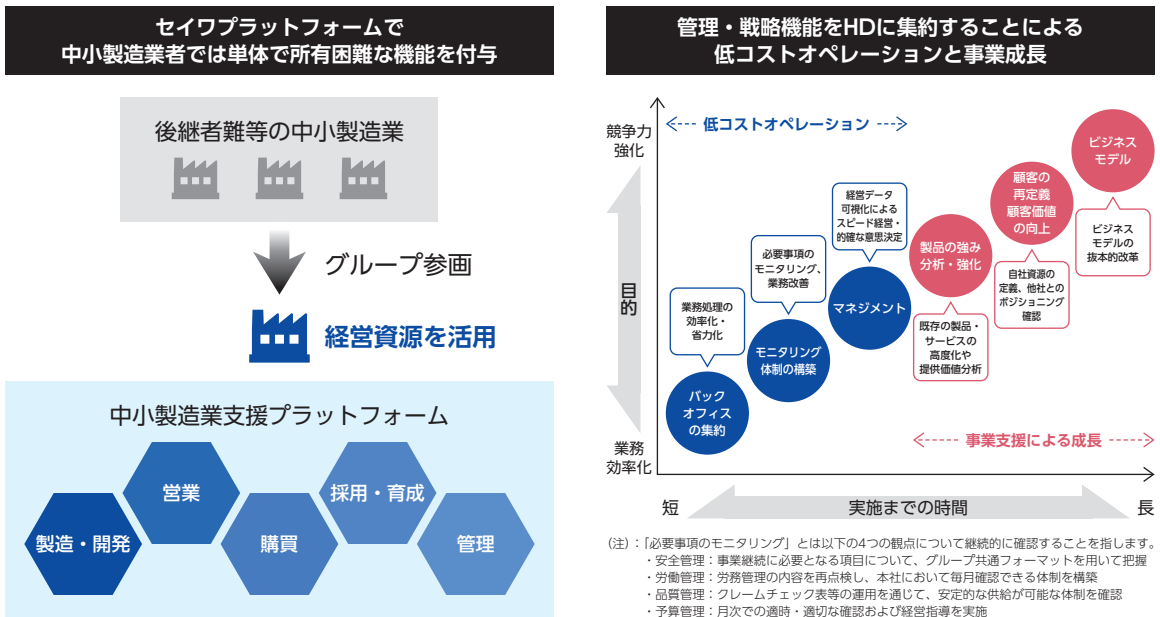 セイワプラットフォームで
中小製造業者では単体で所有困難な機能を付与
後継者難等の中小製造業
グループ参画
経営資源を活用
中小製造業支援プラットフォーム
製造・開発
営業
購買
採用・育成
管理
管理・戦略機能をHDに集約することによる
低コストオペレーションと事業成長
競争力
強化
目的
業務
効率化
低コストオペレーション
業務処理の
効率化・
省力化
バック
オフィス
の集約
必要事項の
モニタリング、
業務改善
モニタリング
体制の構築
経営データ
可視化による
スピード経営・
的確な意思決定
マネジメント
製品の強み
分析・強化
既存の製品・
サービスの
高度化や
提供価値分析
顧客の
再定義
顧客価値
の向上
自社資源の
定義、他社との
ポジショニング
確認
ビジネス
モデル
ビジネス
モデルの
抜本的改革
事業支援による成長
短
実施までの時間
長
(注)：「必要事項のモニタリング」とは以下の4つの観点について継続的に確認することを指します。
・安全管理：事業継続に必要となる項目について、グループ共通フォーマットを用いて把握
・労働管理：労務管理の内容を再点検し、本社において毎月確認できる体制を構築
・品質管理：クレームチェック表等の運用を通じて、安定的な供給が可能な体制を確認
・予算管理：月次での適時・適切な確認および経営指導を実施